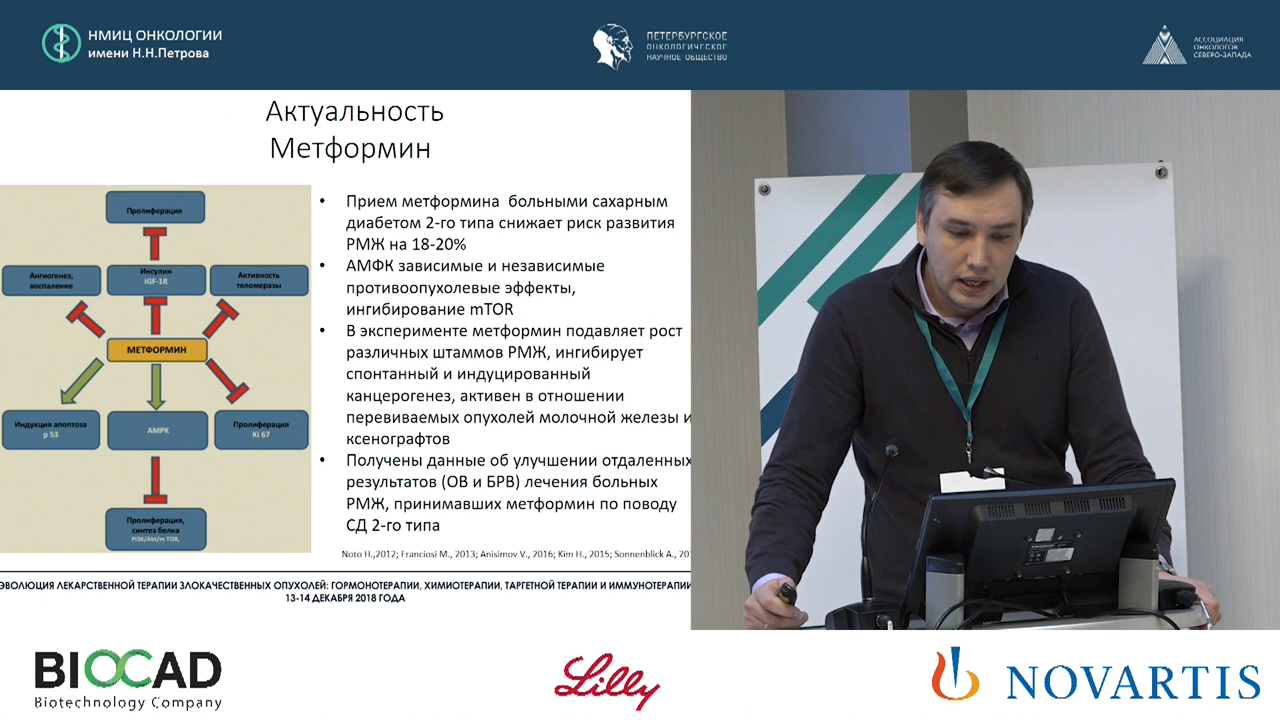 НМИЦ ОНКОЛОГИИ
имени Н.Н.Петрова
ПЕТЕРБУРГСКОЕ
ОНКОЛОГИЧЕСКОЕ
НАУЧНОЕ ОБЩЕСТВО
АССОЦИАЦИЯ
ОНКОЛОГОВ
СЕВЕРО-ЗАПАДА
Актуальность
Метформин
Пролиферация
Ангиогенез,
воспаление
Инсулин
IGF-1R
Активность
теломеразы
МЕТФОРМИН
Индукция апоптоза
p 53
AMPK
Пролиферация
Ki 67
Пролиферация,
синтез белка
PI3K/Akt/m TOR,
• Прием метформина больными сахарным
диабетом 2-го типа снижает риск развития
РМЖ на 18-20%
• АМФК зависимые и независимые
противоопухолевые эффекты,
ингибирование mTOR
• В эксперименте метформин подавляет рост
различных штаммов РМЖ, ингибирует
спонтанный и индуцированный
канцерогенез, активен в отношении
перевиваемых опухолей молочной железы и
ксенографтов
• Получены данные об улучшении отдаленных
результатов (ОВ и БРВ) лечения больных
РМЖ, принимавших метформин по поводу
СД 2-го типа
Noto H.,2012; Franciosi M., 2013; Anisimov V., 2016; Kim H., 2015; Sonnenblick A., 20
ЭВОЛЮЦИЯ ЛЕКАРСТВЕННОЙ ТЕРАПИИ ЗЛОКАЧЕСТВЕННЫХ ОПУХОЛЕЙ: ГОРМОНОТЕРАПИИ, ХИМИОТЕРАПИИ, ТАРГЕТНОЙ ТЕРАПИИ И ИММУНОТЕРАПИИ
13-14 ДЕКАБРЯ 2018 ГОДА
BIOCAD
Biotechnology Company
Lilly
NOVARTIS